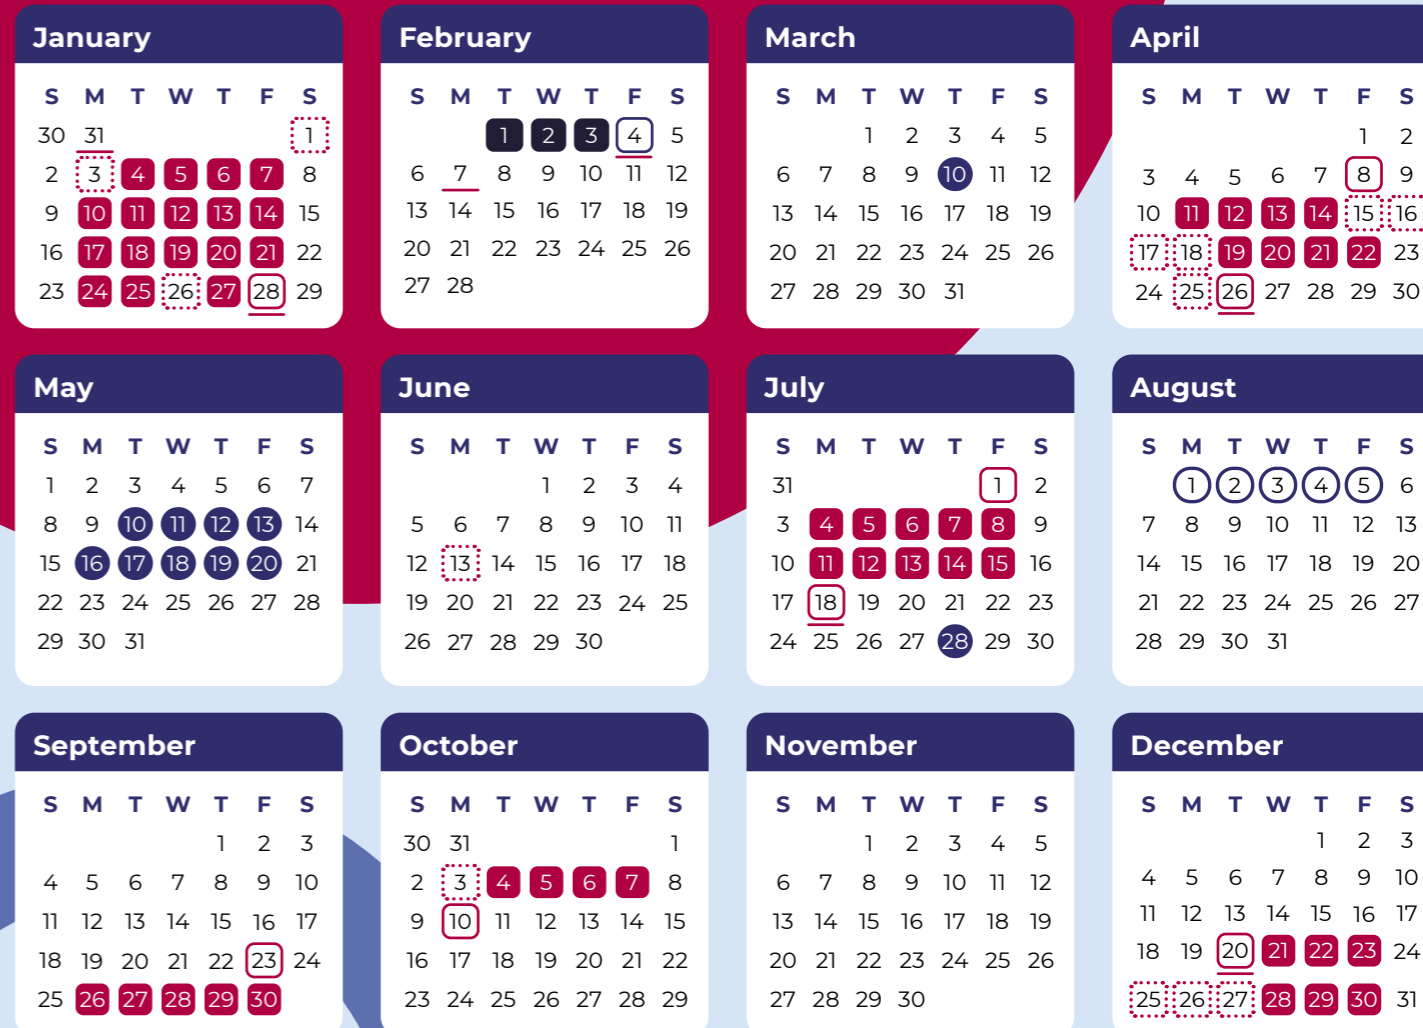 January
S M T W T F S
30 31 1
2 3 4 5 6 7 8
9 10 11 12 13 14 15
16 17 18 19 20 21 22
23 24 25 26 27 28 29
February
S M T W T F S
1 2 3 4 5
6 7 8 9 10 11 12
13 14 15 16 17 18 19
20 21 22 23 24 25 26
27 28
March
S M T W T F S
1 2 3 4 5
6 7 8 9 10 11 12
13 14 15 16 17 18 19
20 21 22 23 24 25 26
27 28 29 30 31
April
S M T W T F S
1 2
3 4 5 6 7 8 9
10 11 12 13 14 15 16
17 18 19 20 21 22 23
24 25 26 27 28 29 30
May
S M T W T F S
1 2 3 4 5 6 7
8 9 10 11 12 13 14
15 16 17 18 19 20 21
22 23 24 25 26 27 28
29 30 31
June
S M T W T F S
1 2 3 4
5 6 7 8 9 10 11
12 13 14 15 16 17 18
19 20 21 22 23 24 25
26 27 28 29 30
July
S M T W T F S
31 1 2
3 4 5 6 7 8 9
10 11 12 13 14 15 16
17 18 19 20 21 22 23
24 25 26 27 28 29 30
August
S M T W T F S
1 2 3 4 5 6
7 8 9 10 11 12 13
14 15 16 17 18 19 20
21 22 23 24 25 26 27
28 29 30 31
September
S M T W T F S
1 2 3
4 5 6 7 8 9 10
11 12 13 14 15 16 17
18 19 20 21 22 23 24
25 26 27 28 29 30
October
S M T W T F S
30 31 1
2 3 4 5 6 7 8
9 10 11 12 13 14 15
16 17 18 19 20 21 22
23 24 25 26 27 28 29
November
S M T W T F S
1 2 3 4 5
6 7 8 9 10 11 12
13 14 15 16 17 18 19
20 21 22 23 24 25 26
27 28 29 30
December
S M T W T F S
1 2 3
4 5 6 7 8 9 10
11 12 13 14 15 16 17
18 19 20 21 22 23 24
25 26 27 28 29 30 31